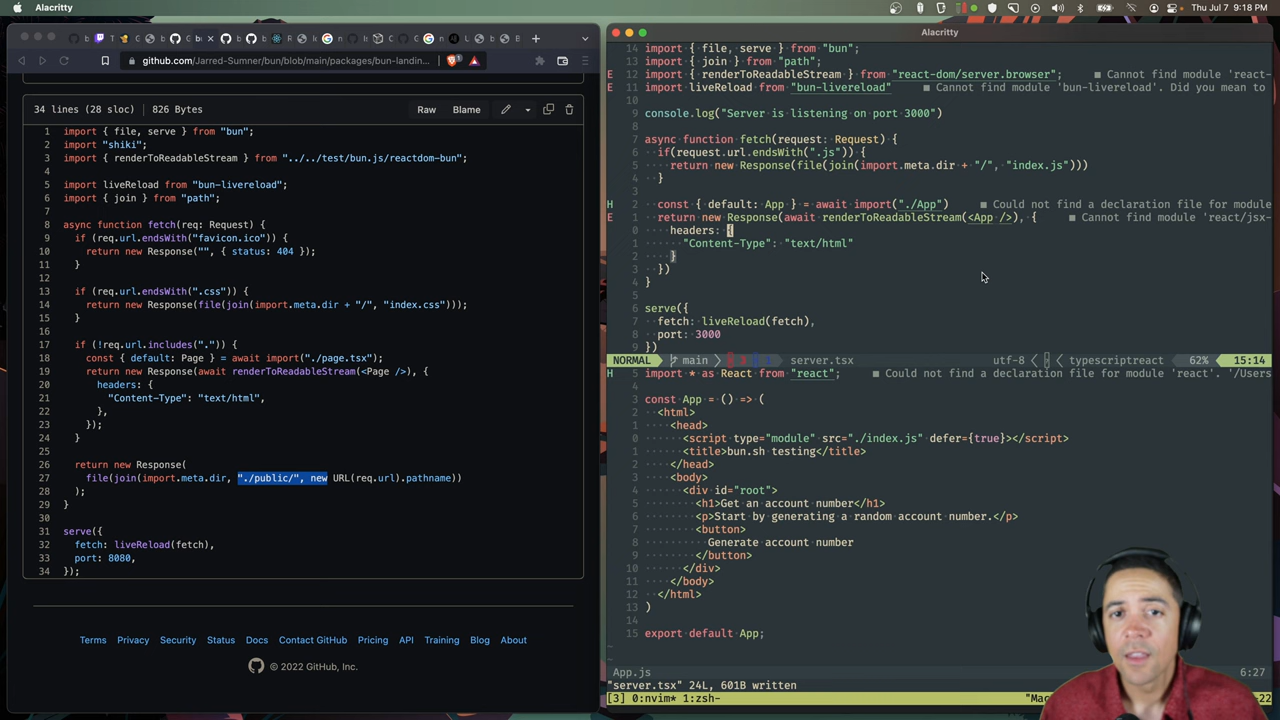 Alacritty
Thu Jul 7 9:18 PM
github.com/Jarred-Sumner/bun/blob/main/packages/bun-landin...
34 lines (28 sloc) | 826 Bytes
Raw
Blame
1 import { file, serve } from "bun";
2 import "shiki";
3 import { renderToReadableStream } from "../../test/bun.js/reactdom-bun";
4
5 import liveReload from "bun-livereload";
6 import { join } from "path";
7
8 async function fetch(req: Request) {
9 if (req.url.endsWith("favicon.ico")) {
10 return new Response("", { status: 404 });
11 }
12
13 if (req.url.endsWith(".css")) {
14 return new Response(file(join(import.meta.dir + "/", "index.css")));
15 }
16
17 if (!req.url.includes(".")) {
18 const { default: Page } = await import("./page.tsx");
19 return new Response(await renderToReadableStream(<Page />), {
20 headers: {
21 "Content-Type": "text/html",
22 },
23 });
24 }
25
26 return new Response(
27 file(join(import.meta.dir, "./public/", new URL(req.url).pathname))
28 );
29 }
30
31 serve({
32 fetch: liveReload(fetch),
33 port: 8080,
34 });
Terms Privacy Security Status Docs Contact GitHub Pricing API Training Blog About
© 2022 GitHub, Inc.
Alacritty
14 import { file, serve } from "bun";
13 import { join } from "path";
E 12 import { renderToReadableStream } from "react-dom/server.browser"; ■ Cannot find module 'react-
E 11 import liveReload from "bun-livereload" ■ Cannot find module 'bun-livereload'. Did you mean to
10
9 console.log("Server is listening on port 3000")
8
7 async function fetch(request: Request) {
6 if(request.url.endsWith(".js")) {
5 return new Response(file(join(import.meta.dir + "/", "index.js")))
4 }
3
H 2 const { default: App } = await import("./App") ■ Could not find a declaration file for module
E 1 return new Response(await renderToReadableStream(<App />), { ■ Cannot find module 'react/jsx-
0 headers: {
1 "Content-Type": "text/html"
2 }
3 })
4 }
5
6 serve({
7 fetch: liveReload(fetch),
8 port: 3000
9 })
NORMAL main server.tsx utf-8 typescriptreact 62% 15:14
H 5 import * as React from "react"; ■ Could not find a declaration file for module 'react'. '/Users
4
3 const App = () => (
2 <html>
1 <head>
0 <script type="module" src="./index.js" defer={true}></script>
1 <title>bun.sh testing</title>
2 </head>
3 <body>
4 <div id="root">
5 <h1>Get an account number</h1>
6 <p>Start by generating a random account number.</p>
7 <button>
8 Generate account number
9 </button>
10 </div>
11 </body>
12 </html>
13 )
14
15 export default App;
~
~
App.js 6:27
"server.tsx" 24L, 601B written
[3] 0:nvim* 1:zsh- "Mac